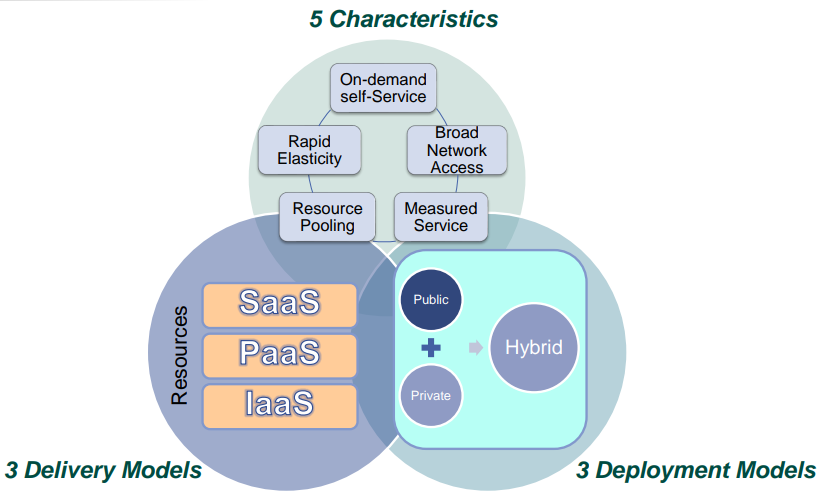 5 Characteristics
On-demand
self-Service
Rapid
Elasticity
Broad
Network
Access
Resource
Pooling
Measured
Service
Resources
SaaS
PaaS
IaaS
Public
Private
Hybrid
3 Delivery Models
3 Deployment Models